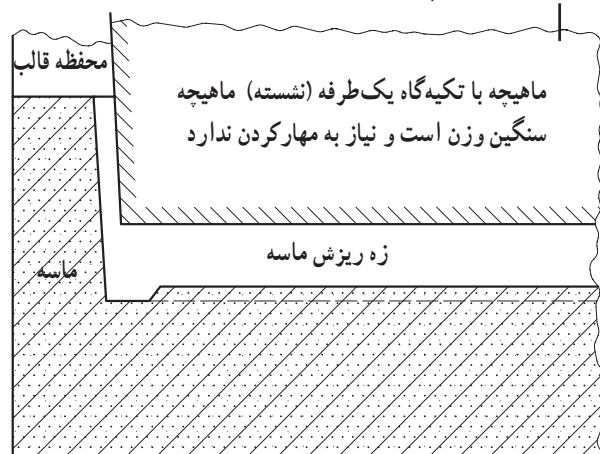 محفظه قالب
ماهیچه با تکیه‌گاه یک‌طرفه (نشسته) ماهیچه
سنگین وزن است و نیاز به مهارکردن ندارد
زه ریزش ماسه
ماسه